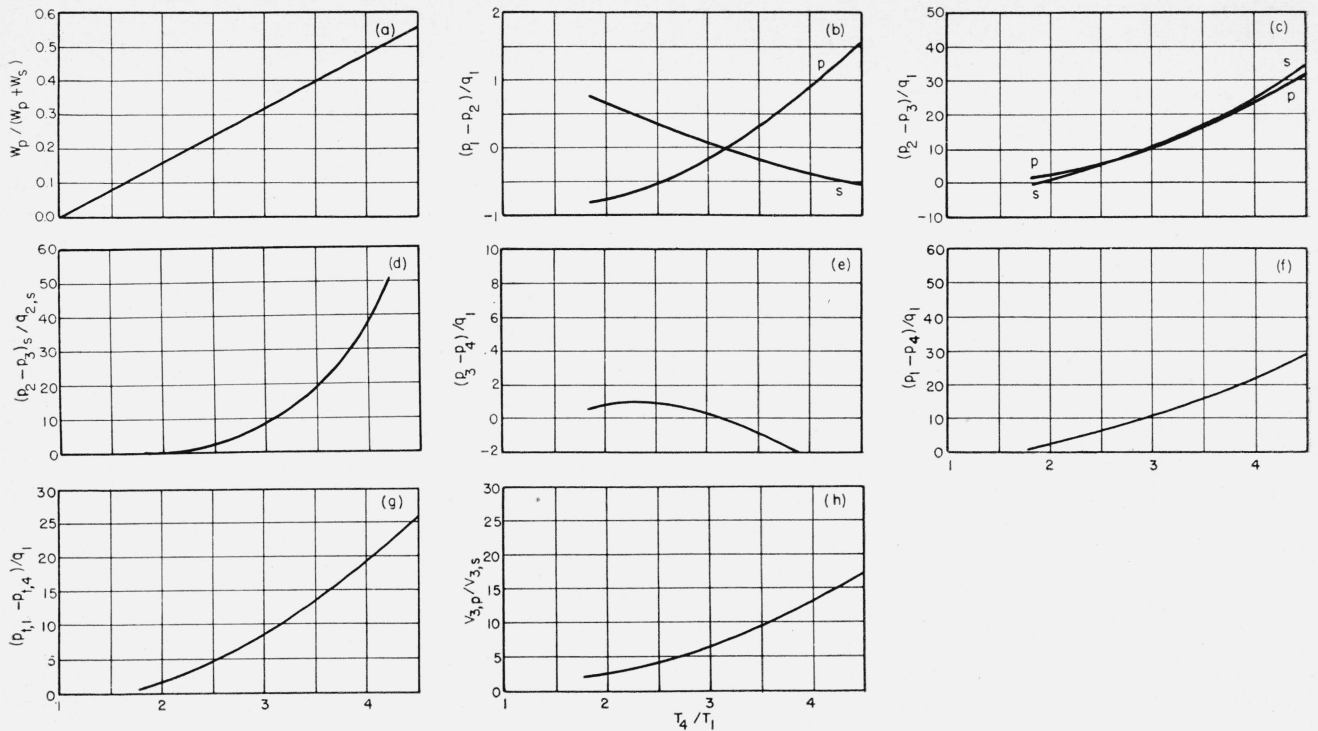 (a)
W_p / (W_p + W_s)
0.6
0.5
0.4
0.3
0.2
0.1
0.0
(b)
(p_1 - p_2)/q_1
2
1
0
-1
p
s
(c)
(p_2 - p_3)/q_1
50
40
30
20
10
0
-10
s
p
p
s
(d)
(p_2 - p_3)_s / q_2,s
60
50
40
30
20
10
0
(e)
(p_3 - p_4)/q_1
10
8
6
4
2
0
-2
(f)
(p_1 - p_4)/q_1
60
50
40
30
20
10
0
1 2 3 4
(g)
(p_t,1 - p_t,4)/q_1
30
25
20
15
10
5
0
1 2 3 4
(h)
V_3,p/V_3,s
30
25
20
15
10
5
0
1 2 3 4
T_4/T_1